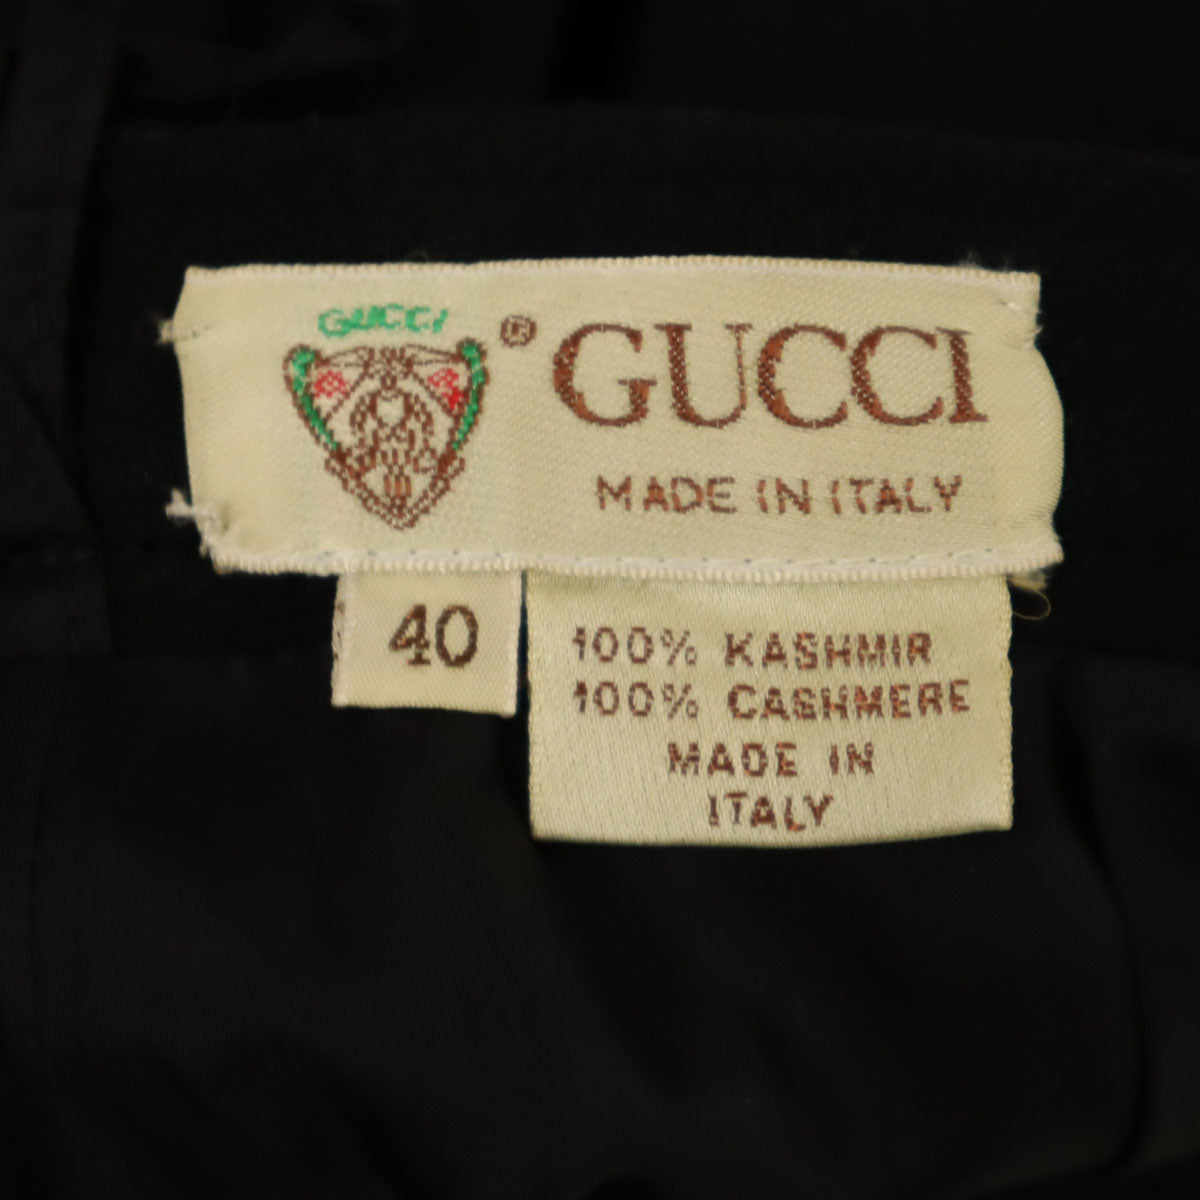 GUCCI
® GUCCI
MADE IN ITALY
40
100% KASHMIR
100% CASHMERE
MADE IN
ITALY